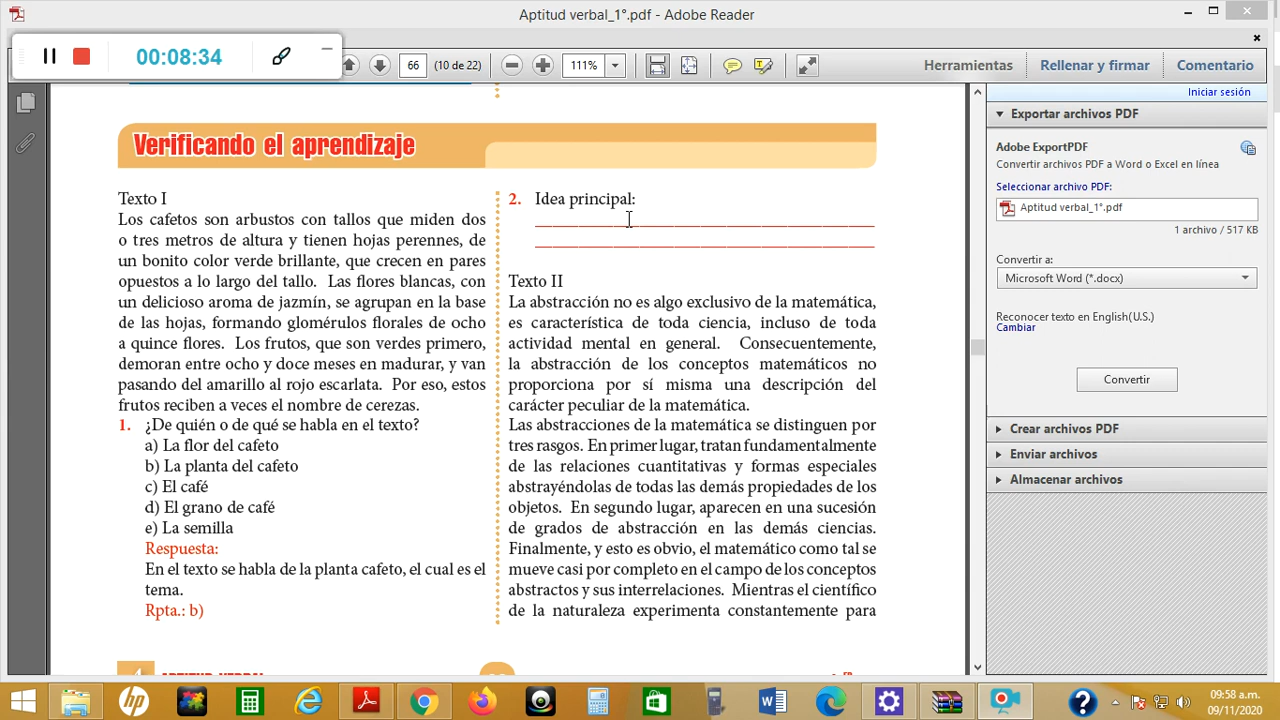 Aptitud verbal_1°.pdf - Adobe Reader
00:08:34
66
(10 de 22)
111%
Herramientas
Rellenar y firmar
Comentario
Verificando el aprendizaje
Texto I
Los cafetos son arbustos con tallos que miden dos
o tres metros de altura y tienen hojas perennes, de
un bonito color verde brillante, que crecen en pares
opuestos a lo largo del tallo. Las flores blancas, con
un delicioso aroma de jazmín, se agrupan en la base
de las hojas, formando glomérulos florales de ocho
a quince flores. Los frutos, que son verdes primero,
demoran entre ocho y doce meses en madurar, y van
pasando del amarillo al rojo escarlata. Por eso, estos
frutos reciben a veces el nombre de cerezas.
1. ¿De quién o de qué se habla en el texto?
a) La flor del cafeto
b) La planta del cafeto
c) El café
d) El grano de café
e) La semilla
Respuesta:
En el texto se habla de la planta cafeto, el cual es el
tema.
Rpta.: b)
2. Idea principal:
Texto II
La abstracción no es algo exclusivo de la matemática,
es característica de toda ciencia, incluso de toda
actividad mental en general. Consecuentemente,
la abstracción de los conceptos matemáticos no
proporciona por sí misma una descripción del
carácter peculiar de la matemática.
Las abstracciones de la matemática se distinguen por
tres rasgos. En primer lugar, tratan fundamentalmente
de las relaciones cuantitativas y formas especiales
abstrayéndolas de todas las demás propiedades de los
objetos. En segundo lugar, aparecen en una sucesión
de grados de abstracción en las demás ciencias.
Finalmente, y esto es obvio, el matemático como tal se
mueve casi por completo en el campo de los conceptos
abstractos y sus interrelaciones. Mientras el científico
de la naturaleza experimenta constantemente para
Iniciar sesión
Exportar archivos PDF
Adobe ExportPDF
Convertir archivos PDF a Word o Excel en línea
Seleccionar archivo PDF:
Aptitud verbal_1°.pdf
1 archivo / 517 KB
Convertir a:
Microsoft Word (*.docx)
Reconocer texto en English(U.S.)
Cambiar
Convertir
Crear archivos PDF
Enviar archivos
Almacenar archivos
09:58 a.m.
09/11/2020